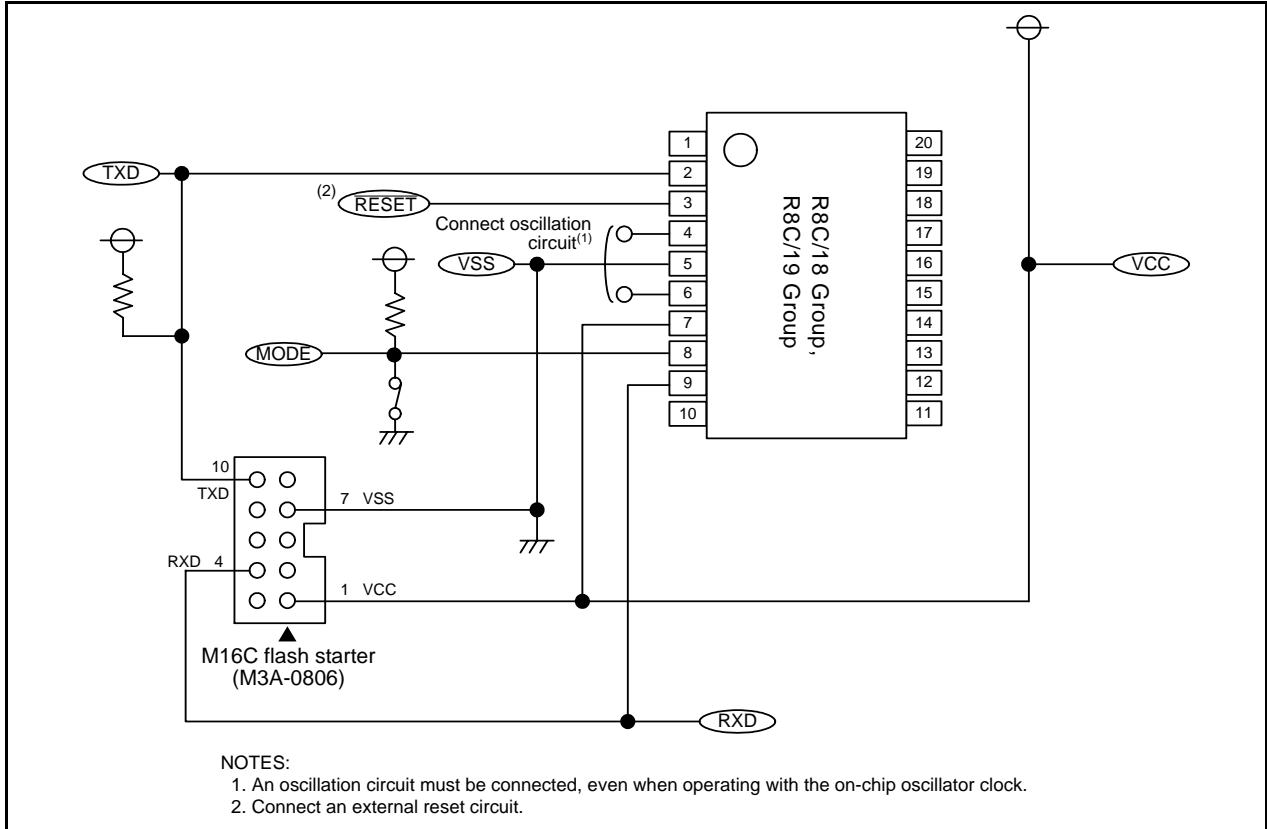 TXD
(2)
RESET
Connect oscillation
circuit(1)
VSS
MODE
1
2
3
4
5
6
7
8
9
10
20
19
18
17
16
15
14
13
12
11
R8C/18 Group,
R8C/19 Group
VCC
10
TXD
7 VSS
RXD 4
1 VCC
M16C flash starter
(M3A-0806)
RXD
NOTES:
1. An oscillation circuit must be connected, even when operating with the on-chip oscillator clock.
2. Connect an external reset circuit.